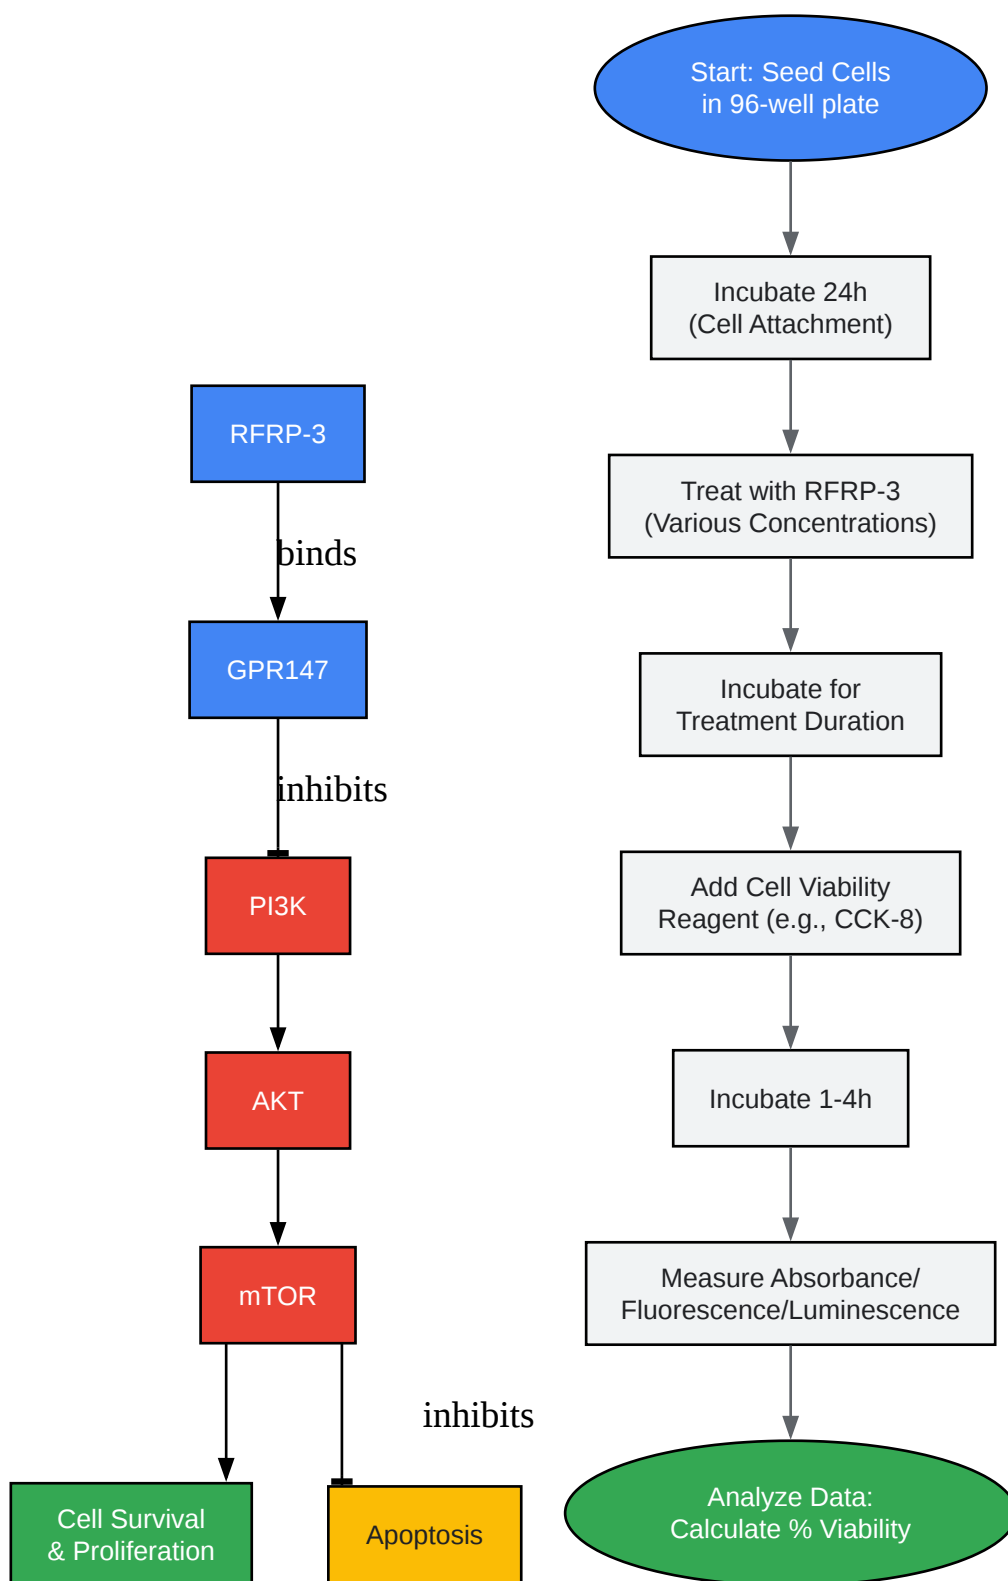 RFRP-3
binds
GPR147
inhibits
PI3K
AKT
mTOR
inhibits
Cell Survival
& Proliferation
Apoptosis
Start: Seed Cells
in 96-well plate
Incubate 24h
(Cell Attachment)
Treat with RFRP-3
(Various Concentrations)
Incubate for
Treatment Duration
Add Cell Viability
Reagent (e.g., CCK-8)
Incubate 1-4h
Measure Absorbance/
Fluorescence/Luminescence
Analyze Data:
Calculate % Viability